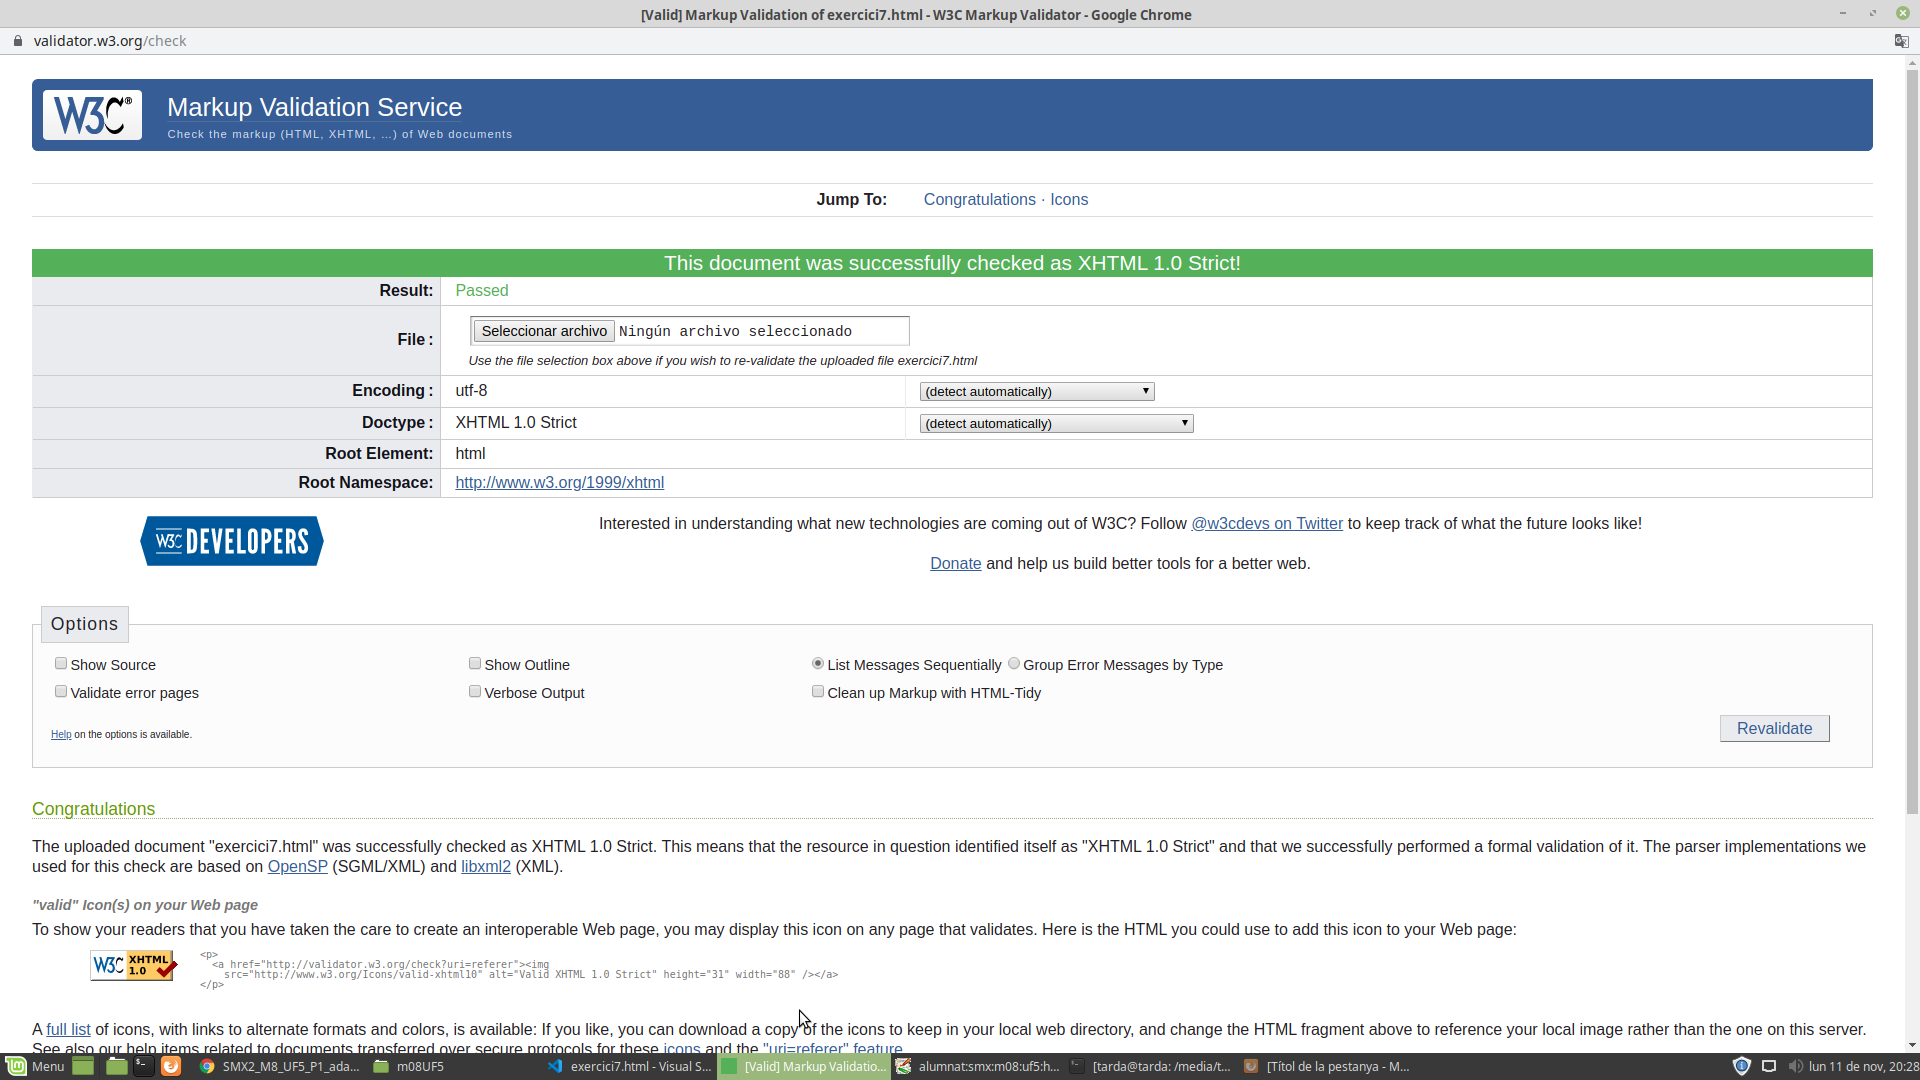 [Valid] Markup Validation of exercici7.html - W3C Markup Validator - Google Chrome
validator.w3.org/check
W3C® Markup Validation Service
Check the markup (HTML, XHTML, …) of Web documents
Jump To: Congratulations · Icons
This document was successfully checked as XHTML 1.0 Strict!
Result: Passed
File : Seleccionar archivo Ningún archivo seleccionado
Use the file selection box above if you wish to re-validate the uploaded file exercici7.html
Encoding : utf-8 (detect automatically)
Doctype : XHTML 1.0 Strict (detect automatically)
Root Element: html
Root Namespace: http://www.w3.org/1999/xhtml
W3C DEVELOPERS
Interested in understanding what new technologies are coming out of W3C? Follow @w3cdevs on Twitter to keep track of what the future looks like!
Donate and help us build better tools for a better web.
Options
Show Source Show Outline List Messages Sequentially Group Error Messages by Type
Validate error pages Verbose Output Clean up Markup with HTML-Tidy
Help on the options is available.
Revalidate
Congratulations
The uploaded document "exercici7.html" was successfully checked as XHTML 1.0 Strict. This means that the resource in question identified itself as "XHTML 1.0 Strict" and that we successfully performed a formal validation of it. The parser implementations we
used for this check are based on OpenSP (SGML/XML) and libxml2 (XML).
"valid" Icon(s) on your Web page
To show your readers that you have taken the care to create an interoperable Web page, you may display this icon on any page that validates. Here is the HTML you could use to add this icon to your Web page:
W3C XHTML 1.0
<p>
<a href="http://validator.w3.org/check?uri=referer"><img
src="http://www.w3.org/Icons/valid-xhtml10" alt="Valid XHTML 1.0 Strict" height="31" width="88" /></a>
</p>
A full list of icons, with links to alternate formats and colors, is available: If you like, you can download a copy of the icons to keep in your local web directory, and change the HTML fragment above to reference your local image rather than the one on this server.
See also our help items related to documents transferred over secure protocols for these icons and the "uri=referer" feature.
Menu SMX2_M8_UF5_P1_ada... m08UF5 exercici7.html - Visual S... [Valid] Markup Validatio... alumnat:smx:m08:uf5:h... [tarda@tarda: /media/t... [Títol de la pestanya - M... lun 11 de nov, 20:28